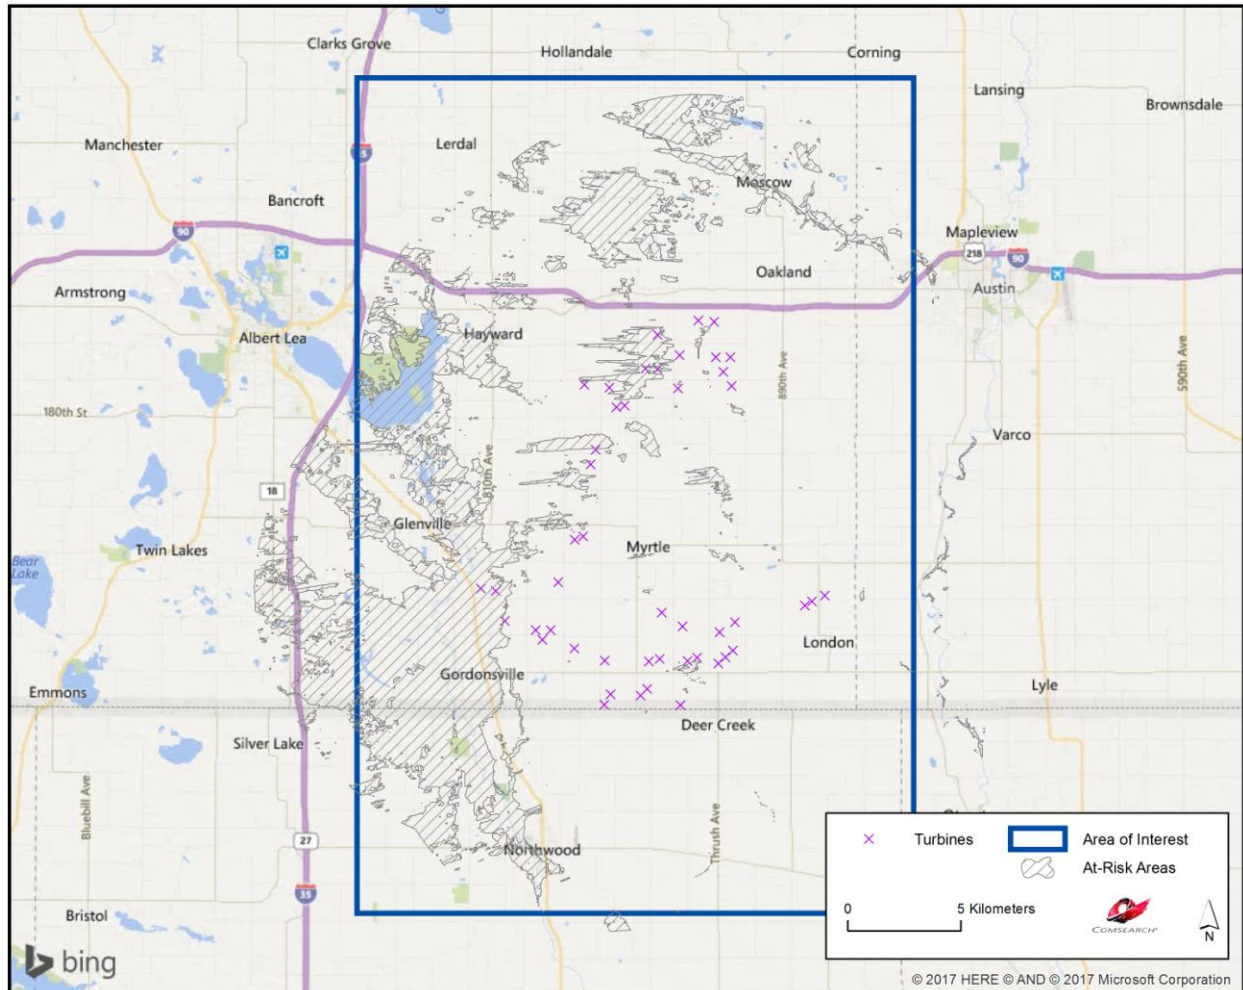 Clarks Grove
Hollandale
Corning
Lansing
Brownsdale
Manchester
Lerdal
35
Moscow
Bancroft
90
Mapleview
218
90
Armstrong
Oakland
Austin
Albert Lea
Hayward
590th Ave
890th Ave
180th St
810th Ave
Varco
18
Glenville
Twin Lakes
Myrtle
Bear
Lake
London
Gordonsville
Emmons
Lyle
Deer Creek
Silver Lake
Bluebill Ave
Thrush Ave
27
Northwood
35
Bristol
Turbines
Area of Interest
At-Risk Areas
0
5 Kilometers
COMSEARCH
N
bing
© 2017 HERE © AND © 2017 Microsoft Corporation